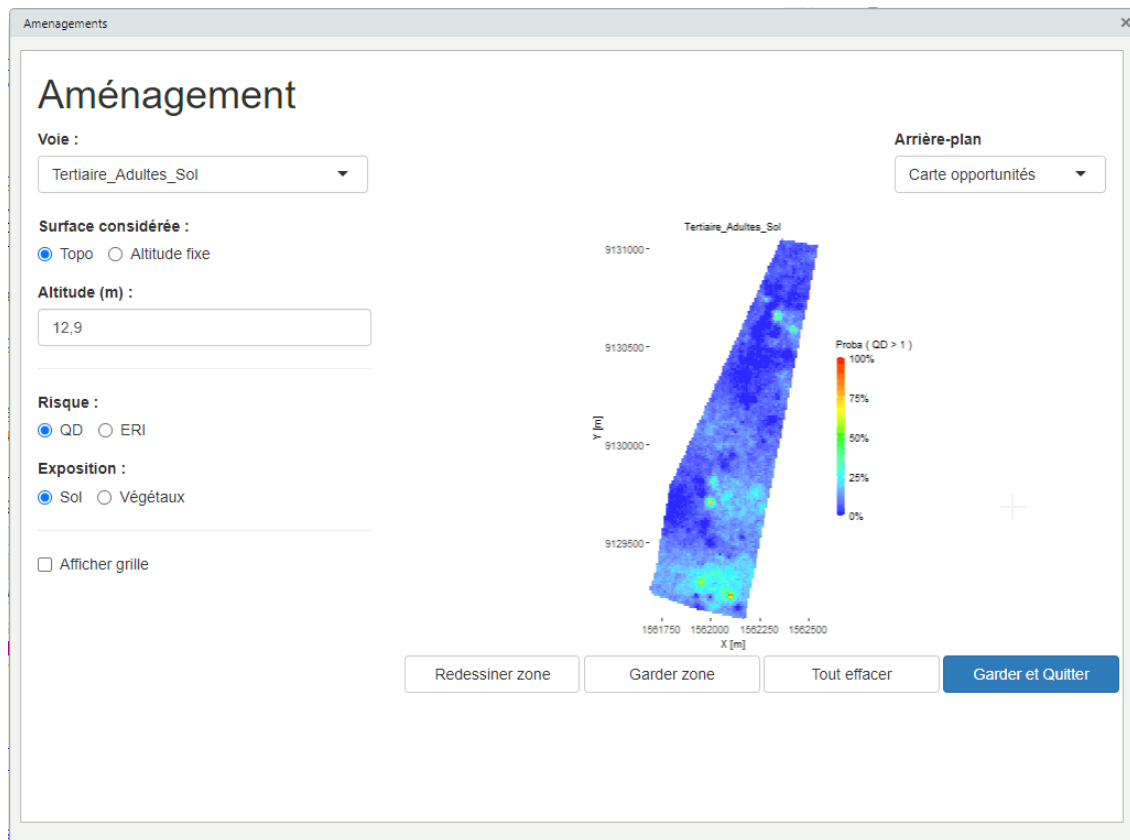 Amenagements
Aménagement
Voie :
Tertiaire_Adultes_Sol
Arrière-plan
Carte opportunités
Surface considérée :
Topo
Altitude fixe
Altitude (m) :
12,9
Risque :
QD
ERI
Exposition :
Sol
Végétaux
Afficher grille
Tertiaire_Adultes_Sol
9131000
9130500
9130000
9129500
Y [m]
1561750 1562000 1562250 1562500
X [m]
Proba ( QD > 1 )
100%
75%
50%
25%
0%
Redessiner zone
Garder zone
Tout effacer
Garder et Quitter